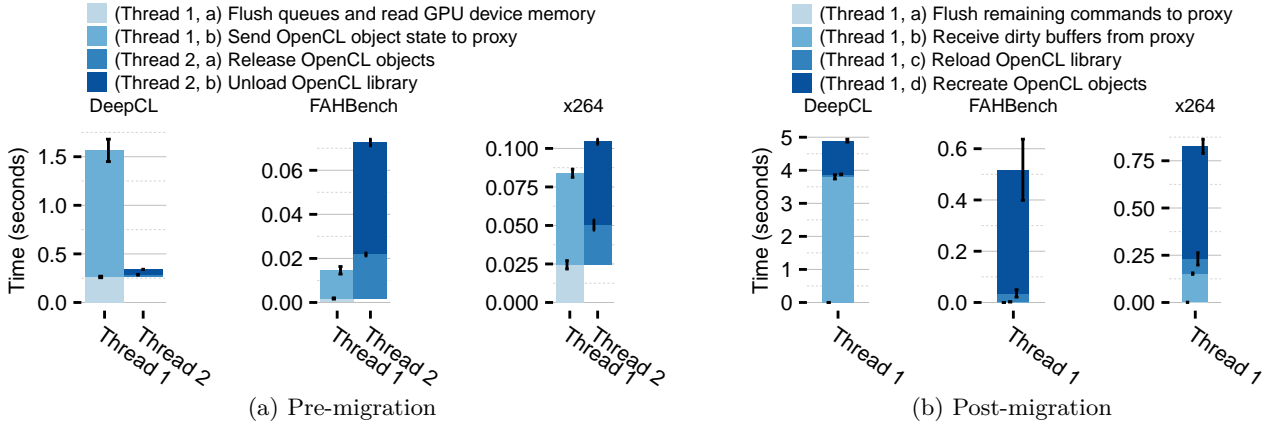 (Thread 1, a) Flush queues and read GPU device memory
(Thread 1, b) Send OpenCL object state to proxy
(Thread 2, a) Release OpenCL objects
(Thread 2, b) Unload OpenCL library
DeepCL
FAHBench
x264
Time (seconds)
1.5
1.0
0.5
0.0
0.06
0.04
0.02
0.00
0.100
0.075
0.050
0.025
0.000
Thread 1
Thread 2
Thread 1
Thread 2
Thread 1
Thread 2
(a) Pre-migration
(Thread 1, a) Flush remaining commands to proxy
(Thread 1, b) Receive dirty buffers from proxy
(Thread 1, c) Reload OpenCL library
(Thread 1, d) Recreate OpenCL objects
DeepCL
FAHBench
x264
Time (seconds)
5
4
3
2
1
0
0.6
0.4
0.2
0.0
0.75
0.50
0.25
0.00
Thread 1
Thread 1
Thread 1
(b) Post-migration